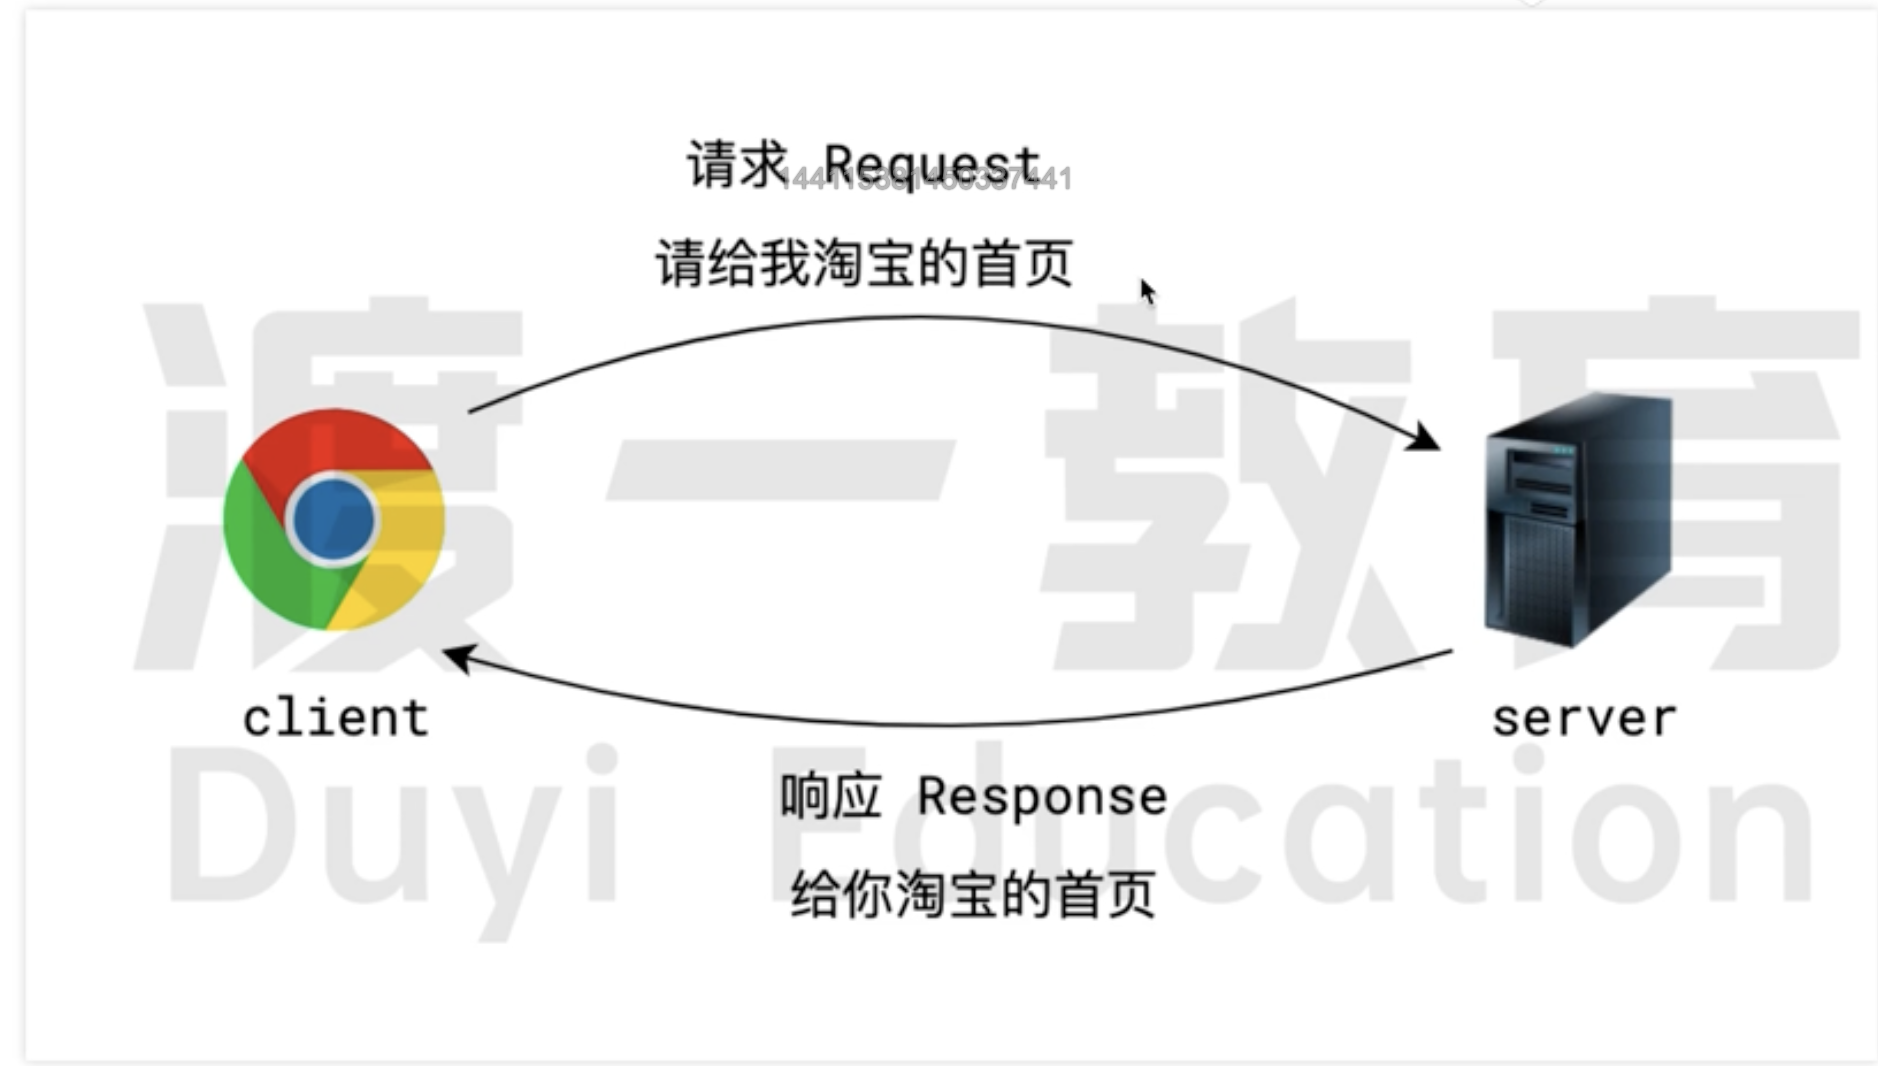 请求 Request
请给我淘宝的首页
渡一教育
client
server
Duyi Education
响应 Response
给你淘宝的首页